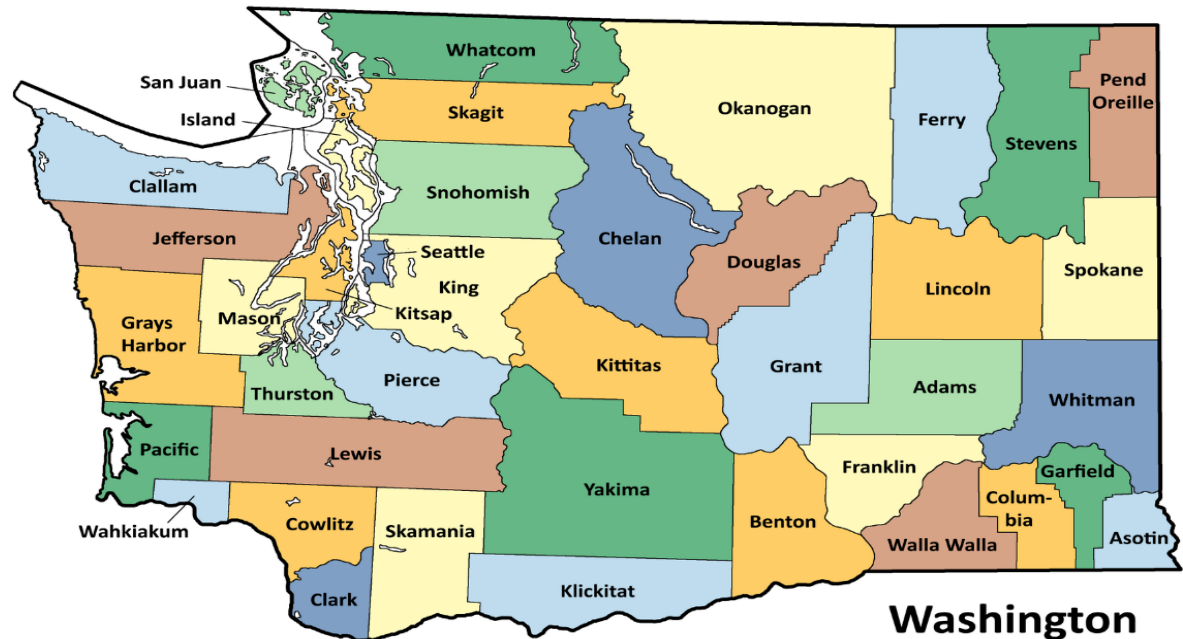 Whatcom
San Juan
Island
Skagit
Okanogan
Ferry
Stevens
Pend
Oreille
Clallam
Snohomish
Jefferson
Chelan
Seattle
Douglas
Spokane
King
Lincoln
Mason
Kitsap
Grays
Harbor
Kittitas
Grant
Pierce
Thurston
Adams
Whitman
Pacific
Lewis
Franklin
Garfield
Yakima
Colum-
bia
Wahkiakum
Cowlitz
Skamania
Benton
Walla Walla
Asotin
Clark
Klickitat
Washington